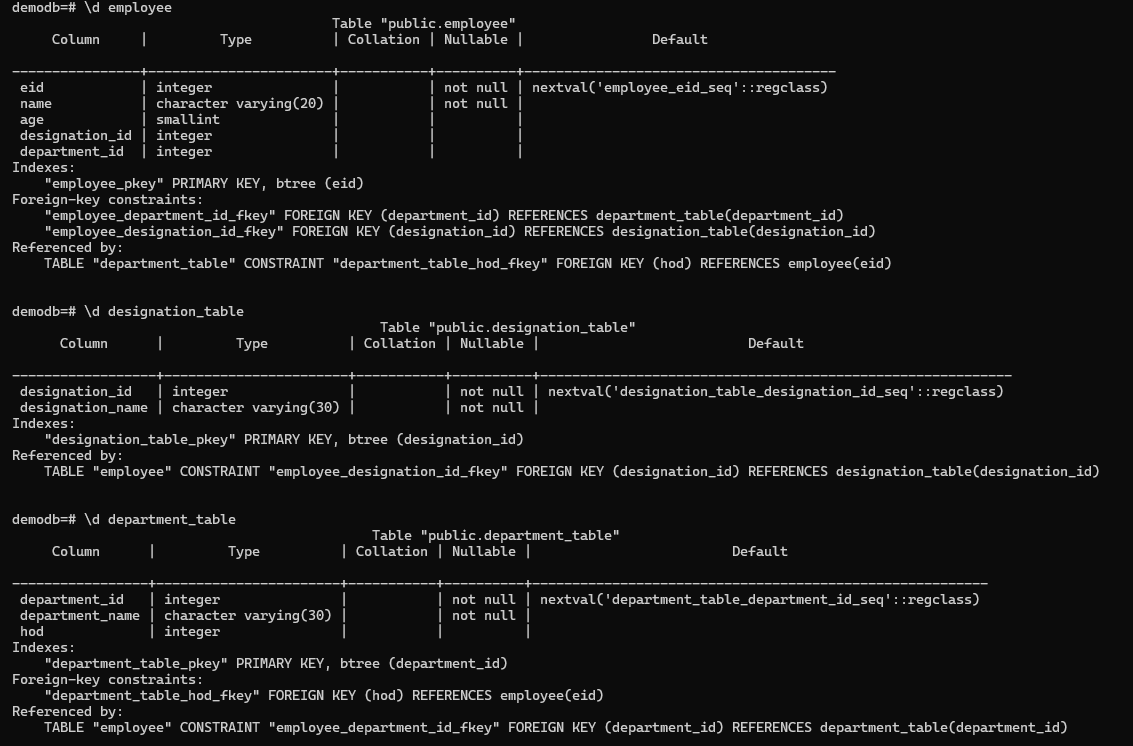 demodb=# \d employee
                                        Table "public.employee"
     Column     |         Type          | Collation | Nullable |                Default
----------------+-----------------------+-----------+----------+---------------------------------------
 eid            | integer               |           | not null | nextval('employee_eid_seq'::regclass)
 name           | character varying(20) |           | not null |
 age            | smallint              |           |          |
 designation_id | integer               |           |          |
 department_id  | integer               |           |          |
Indexes:
    "employee_pkey" PRIMARY KEY, btree (eid)
Foreign-key constraints:
    "employee_department_id_fkey" FOREIGN KEY (department_id) REFERENCES department_table(department_id)
    "employee_designation_id_fkey" FOREIGN KEY (designation_id) REFERENCES designation_table(designation_id)
Referenced by:
    TABLE "department_table" CONSTRAINT "department_table_hod_fkey" FOREIGN KEY (hod) REFERENCES employee(eid)
demodb=# \d designation_table
                                              Table "public.designation_table"
      Column      |         Type          | Collation | Nullable |                          Default
------------------+-----------------------+-----------+----------+-----------------------------------------------------------
 designation_id   | integer               |           | not null | nextval('designation_table_designation_id_seq'::regclass)
 designation_name | character varying(30) |           | not null |
Indexes:
    "designation_table_pkey" PRIMARY KEY, btree (designation_id)
Referenced by:
    TABLE "employee" CONSTRAINT "employee_designation_id_fkey" FOREIGN KEY (designation_id) REFERENCES designation_table(designation_id)
demodb=# \d department_table
                                             Table "public.department_table"
     Column      |         Type          | Collation | Nullable |                         Default
-----------------+-----------------------+-----------+----------+---------------------------------------------------------
 department_id   | integer               |           | not null | nextval('department_table_department_id_seq'::regclass)
 department_name | character varying(30) |           | not null |
 hod             | integer               |           |          |
Indexes:
    "department_table_pkey" PRIMARY KEY, btree (department_id)
Foreign-key constraints:
    "department_table_hod_fkey" FOREIGN KEY (hod) REFERENCES employee(eid)
Referenced by:
    TABLE "employee" CONSTRAINT "employee_department_id_fkey" FOREIGN KEY (department_id) REFERENCES department_table(department_id)